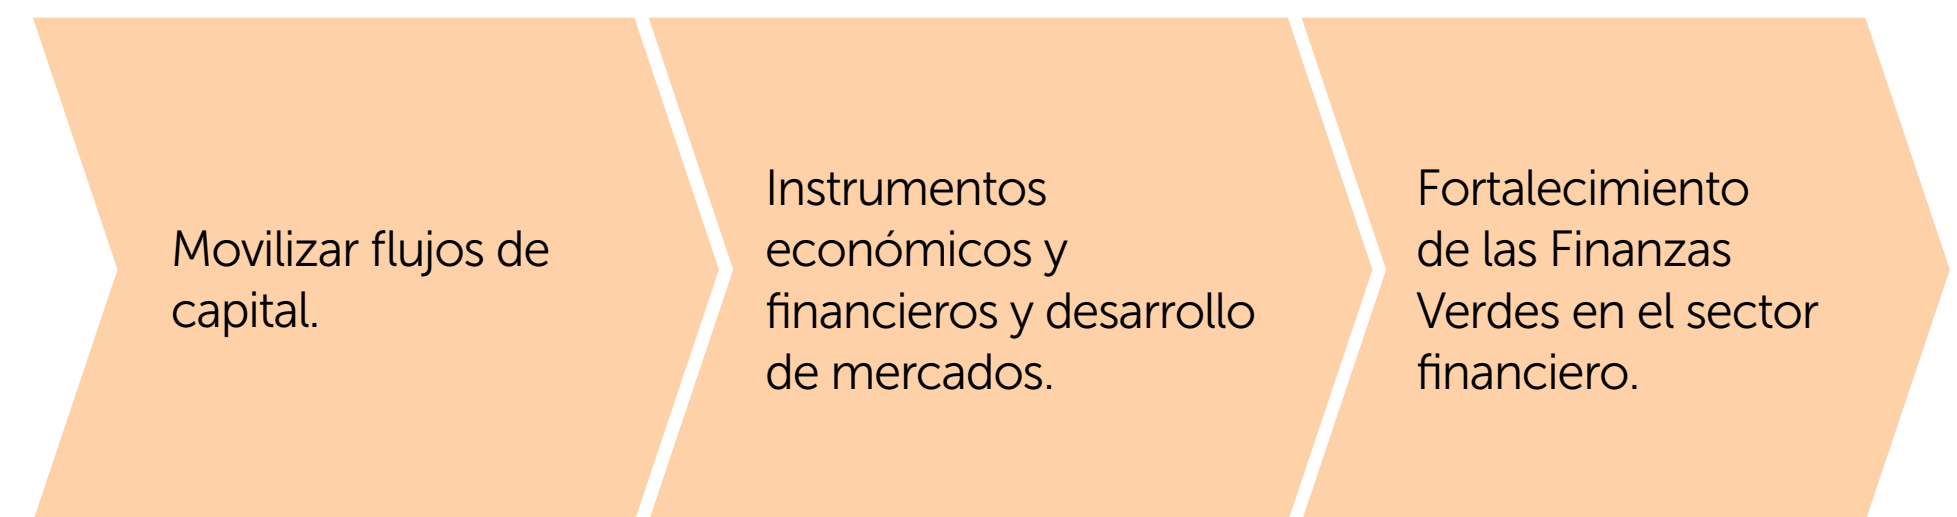 Movilizar flujos de
capital.
Instrumentos
económicos y
financieros y desarrollo
de mercados.
Fortalecimiento
de las Finanzas
Verdes en el sector
financiero.